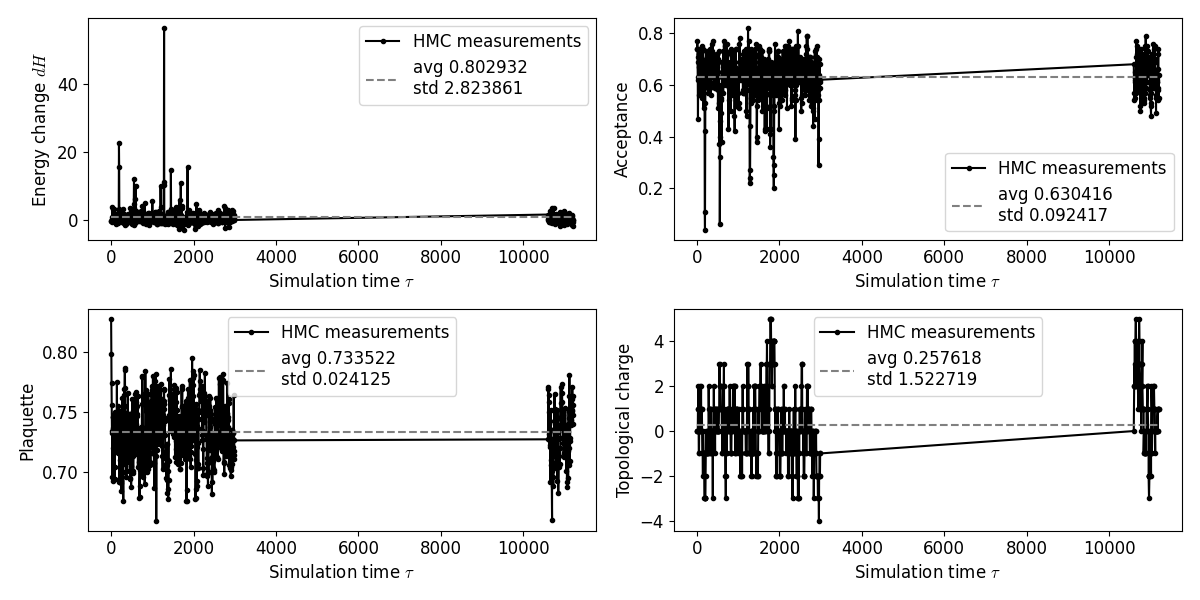 Energy change dH
40
20
0
HMC measurements
avg 0.802932
std 2.823861
0 2000 4000 6000 8000 10000
Simulation time τ
Acceptance
0.8
0.6
0.4
0.2
HMC measurements
avg 0.630416
std 0.092417
0 2000 4000 6000 8000 10000
Simulation time τ
Plaquette
0.80
0.75
0.70
HMC measurements
avg 0.733522
std 0.024125
0 2000 4000 6000 8000 10000
Simulation time τ
Topological charge
4
2
0
−2
−4
HMC measurements
avg 0.257618
std 1.522719
0 2000 4000 6000 8000 10000
Simulation time τ